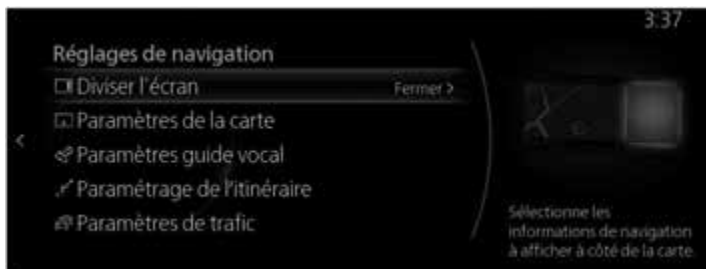 3:37
Réglages de navigation
Diviser l'écran Fermer >
Paramètres de la carte
Paramètres guide vocal
Paramétrage de l'itinéraire
Paramètres de trafic
Sélectionne les
informations de navigation
à afficher à côté de la carte